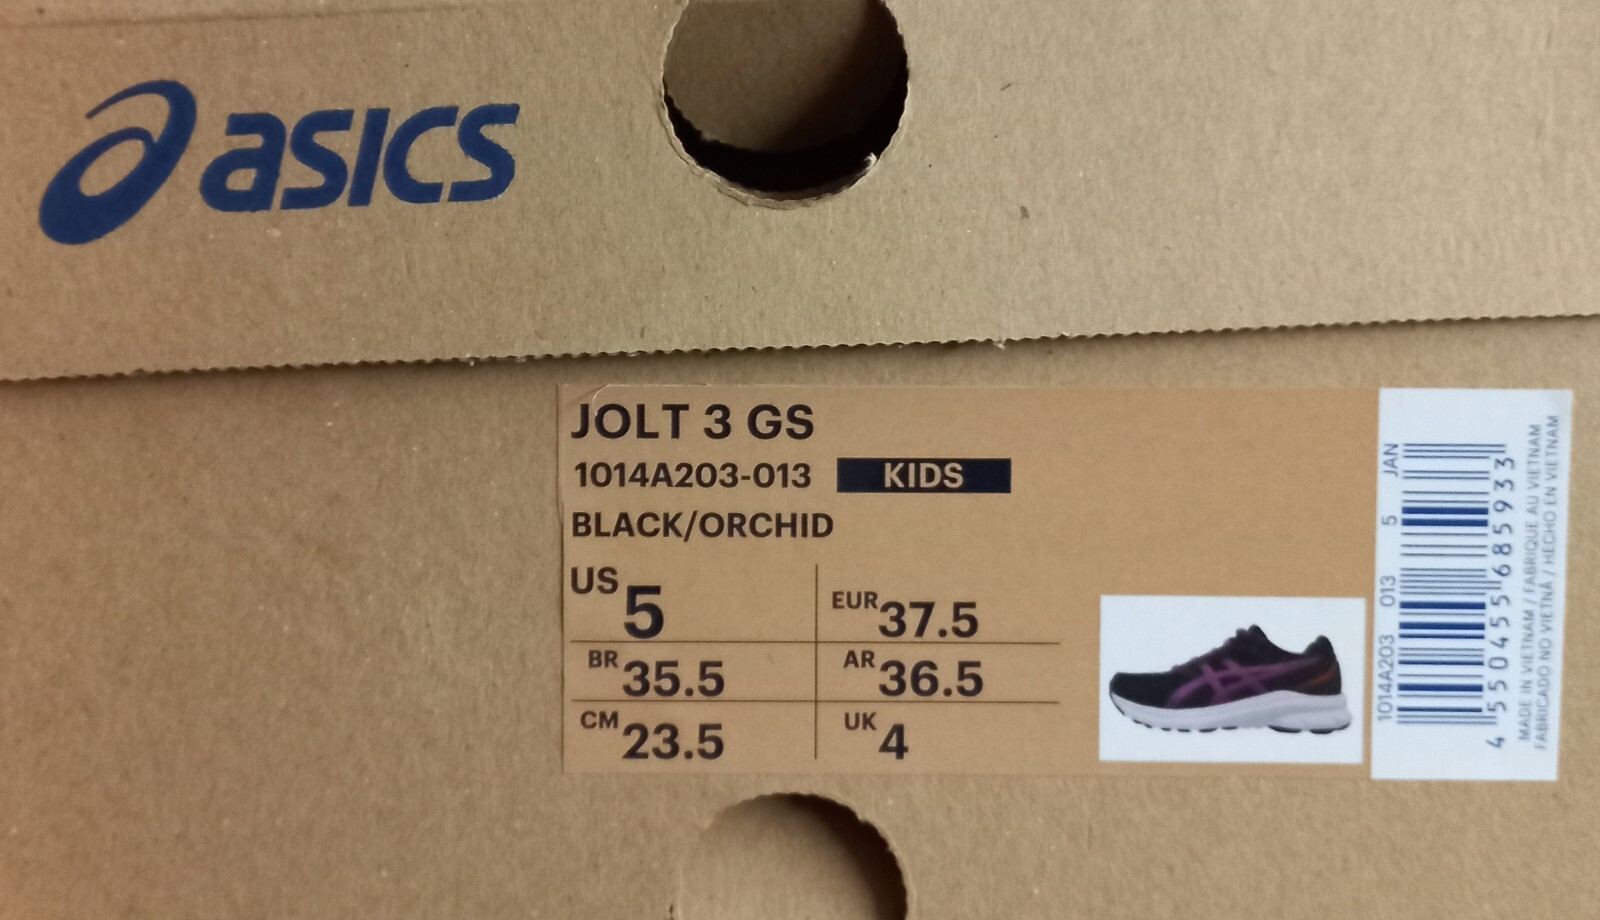 asics
JOLT 3 GS
1014A203-013 KIDS
BLACK/ORCHID
US 5 EUR 37.5
BR 35.5 AR 36.5
CM 23.5 UK 4
1014A203 013 5 JAN
4 550455 685933
MADE IN VIETNAM / FABRIQUE AU VIETNAM
FABRICADO NO VIETNÃ / HECHO EN VIETNAM